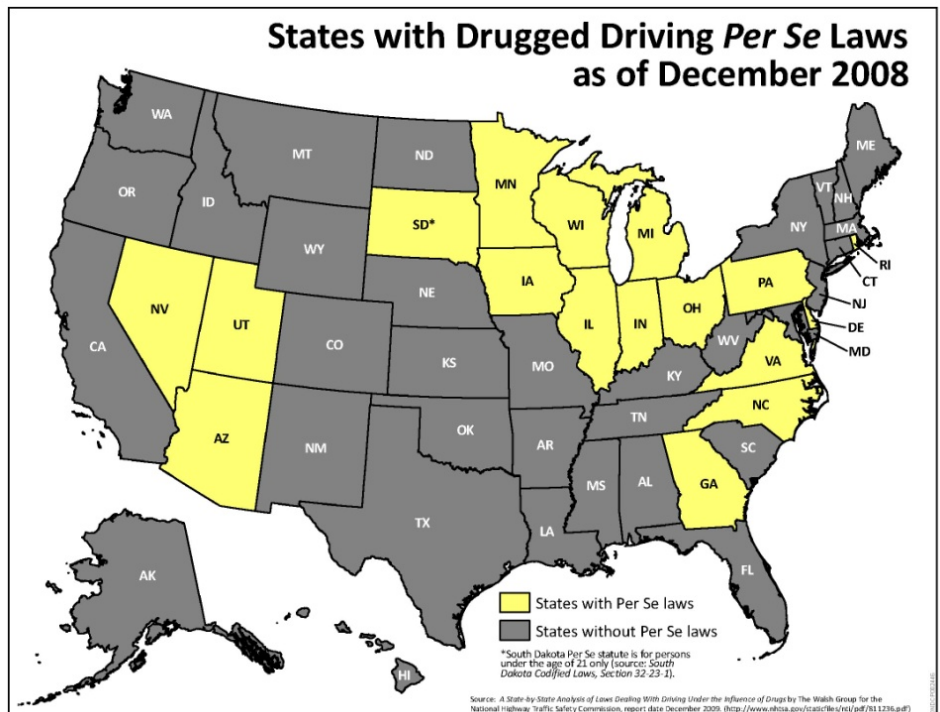 States with Drugged Driving Per Se Laws
as of December 2008
WA
MT
ND
ME
OR
ID
MN
VT
NH
SD*
WI
MI
NY
MA
WY
RI
CT
IA
PA
NE
NJ
NV
UT
IL
IN
OH
DE
CA
CO
WV
MD
KS
MO
VA
KY
NC
AZ
NM
OK
TN
AR
SC
MS
AL
GA
TX
LA
FL
AK
HI
States with Per Se laws
States without Per Se laws
*South Dakota Per Se statute is for persons
under the age of 21 only (source: South
Dakota Codified Laws, Section 32-23-1).
Source: A State-by-State Analysis of Laws Dealing With Driving Under the Influence of Drugs by The Walsh Group for the
National Highway Traffic Safety Commission, report date December 2009. (http://www.nhtsa.gov/staticfiles/nti/pdf/811236.pdf)